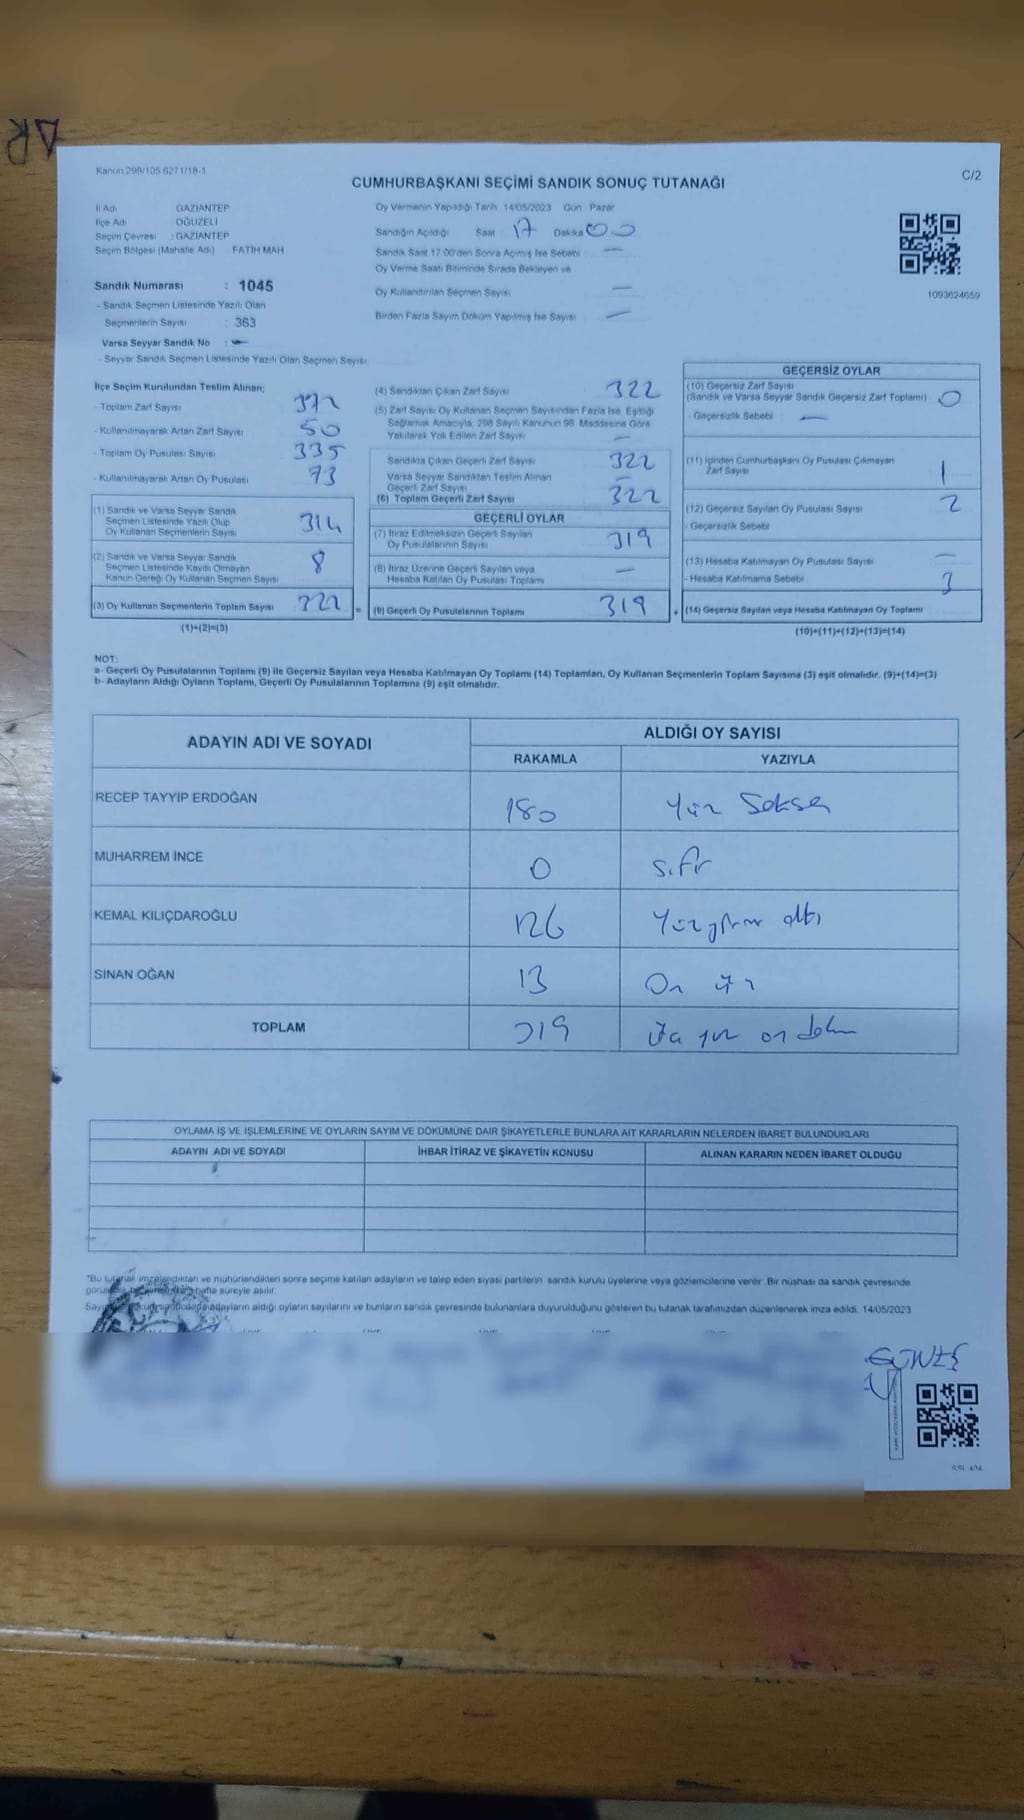 Kanun:298/105 6271/18-1
C/2
CUMHURBAŞKANI SEÇİMİ SANDIK SONUÇ TUTANAĞI
İl Adı GAZİANTEP
İlçe Adı OĞUZELİ
Seçim Çevresi : GAZİANTEP
Seçim Bölgesi (Mahalle Adı) FATİH MAH
Sandık Numarası : 1045
- Sandık Seçmen Listesinde Yazılı Olan
Seçmenlerin Sayısı : 363
Varsa Seyyar Sandık No : -
- Seyyar Sandık Seçmen Listesinde Yazılı Olan Seçmen Sayısı
Oy Vermenin Yapıldığı Tarih 14/05/2023 Gün Pazar
Sandığın Açıldığı Saat 17 Dakika 00
Sandık Saat 17:00'den Sonra Açılmış İse Sebebi -
Oy Verme Saati Bitiminde Sırada Bekleyen ve
Oy Kullandırılan Seçmen Sayısı -
Birden Fazla Sayım Döküm Yapılmış İse Sayısı -
1093624659
İlçe Seçim Kurulundan Teslim Alınan;
- Toplam Zarf Sayısı 372
- Kullanılmayarak Artan Zarf Sayısı 50
- Toplam Oy Pusulası Sayısı 335
- Kullanılmayarak Artan Oy Pusulası
(1) Sandık ve Varsa Seyyar Sandık
Seçmen Listesinde Yazılı Olup
Oy Kullanan Seçmenlerin Sayısı 314
(2) Sandık ve Varsa Seyyar Sandık
Seçmen Listesinde Kayıtlı Olmayan
Kanun Gereği Oy Kullanan Seçmen Sayısı 8
(3) Oy Kullanan Seçmenlerin Toplam Sayısı 322 =
(1)+(2)=(3)
(4) Sandıktan Çıkan Zarf Sayısı 322
(5) Zarf Sayısı Oy Kullanan Seçmen Sayısından Fazla İse, Eşitliği
Sağlamak Amacıyla, 298 Sayılı Kanunun 98. Maddesine Göre
Yakılarak Yok Edilen Zarf Sayısı -
Sandıkta Çıkan Geçerli Zarf Sayısı 322
Varsa Seyyar Sandıktan Teslim Alınan -
Geçerli Zarf Sayısı
(6) Toplam Geçerli Zarf Sayısı 322
GEÇERLİ OYLAR
(7) İtiraz Edilmeksizin Geçerli Sayılan
Oy Pusulalarının Sayısı 319
(8) İtiraz Üzerine Geçerli Sayılan veya
Hesaba Katılan Oy Pusulası Toplamı -
(9) Geçerli Oy Pusulalarının Toplamı 319 +
GEÇERSİZ OYLAR
(10) Geçersiz Zarf Sayısı
(Sandık ve Varsa Seyyar Sandık Geçersiz Zarf Toplamı) 0
- Geçersizlik Sebebi -
(11) İçinden Cumhurbaşkanı Oy Pusulası Çıkmayan
Zarf Sayısı 1
(12) Geçersiz Sayılan Oy Pusulası Sayısı 2
- Geçersizlik Sebebi
(13) Hesaba Katılmayan Oy Pusulası Sayısı -
- Hesaba Katılmama Sebebi 3
(14) Geçersiz Sayılan veya Hesaba Katılmayan Oy Toplamı
(10)+(11)+(12)+(13)=(14)
NOT:
a- Geçerli Oy Pusulalarının Toplamı (9) ile Geçersiz Sayılan veya Hesaba Katılmayan Oy Toplamı (14) Toplamları, Oy Kullanan Seçmenlerin Toplam Sayısına (3) eşit olmalıdır. (9)+(14)=(3)
b- Adayların Aldığı Oyların Toplamı, Geçerli Oy Pusulalarının Toplamına (9) eşit olmalıdır.
ADAYIN ADI VE SOYADI
ALDIĞI OY SAYISI
RAKAMLA YAZIYLA
RECEP TAYYİP ERDOĞAN 180 Yüz Seksen
MUHARREM İNCE 0 sıfır
KEMAL KILIÇDAROĞLU 126 Yüz yirmi altı
SİNAN OĞAN 13 On üç
TOPLAM 319 Üç yüz on dokuz
OYLAMA İŞ VE İŞLEMLERİNE VE OYLARIN SAYIM VE DÖKÜMÜNE DAİR ŞİKAYETLERLE BUNLARA AİT KARARLARIN NELERDEN İBARET BULUNDUKLARI
ADAYIN ADI VE SOYADI İHBAR İTİRAZ VE ŞİKAYETİN KONUSU ALINAN KARARIN NEDEN İBARET OLDUĞU
"Bu tutanak imzalandıktan ve mühürlendikten sonra seçime katılan adayların ve talep eden siyasi partilerin sandık kurulu üyelerine veya gözlemcilerine verilir. Bir nüshası da sandık çevresinde
hafta süreyle asılır.
adayların aldığı oyların sayılarını ve bunların sandık çevresinde bulunanlara duyurulduğunu gösteren bu tutanak tarafımızdan düzenlenerek imza edildi. 14/05/2023
GÜNEŞ